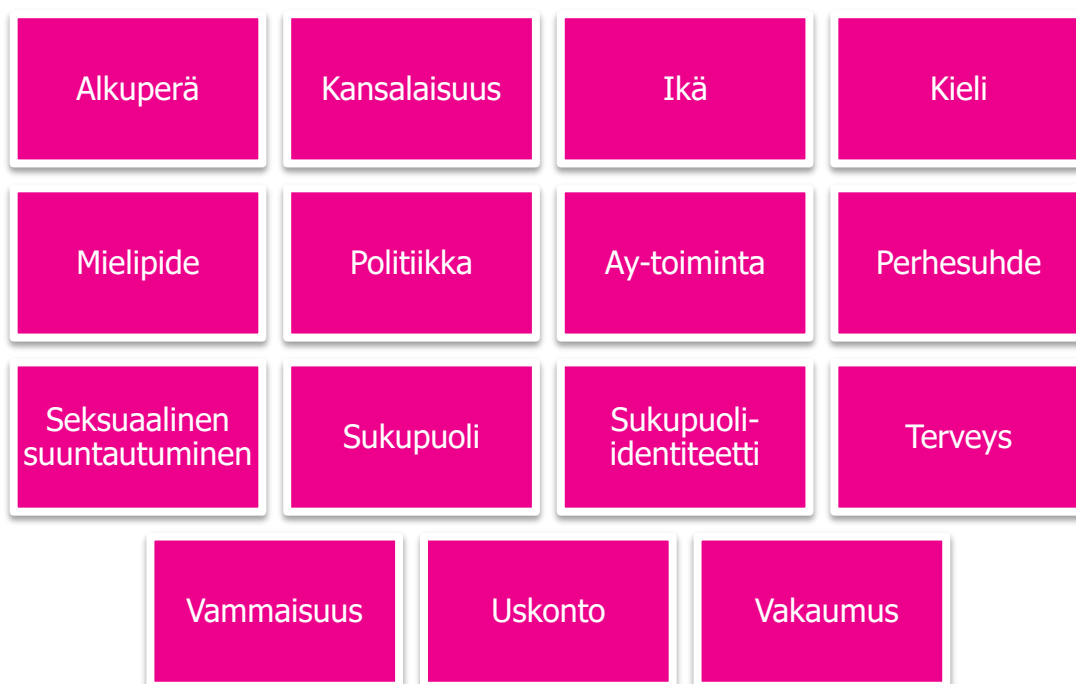 Alkuperä
Kansalaisuus
Ikä
Kieli
Mielipide
Politiikka
Ay-toiminta
Perhesuhde
Seksuaalinen
suuntautuminen
Sukupuoli
Sukupuoli-
identiteetti
Terveys
Vammaisuus
Uskonto
Vakaumus